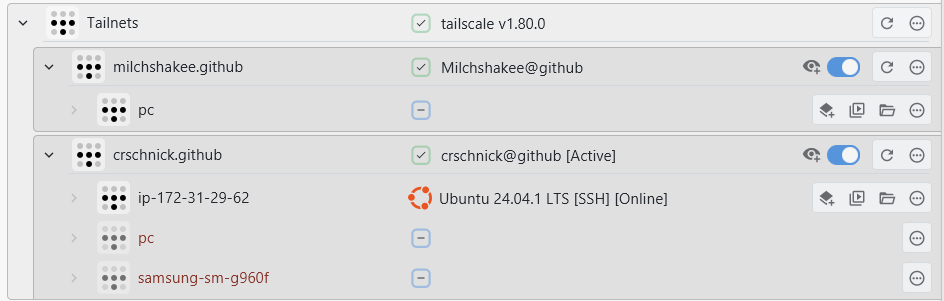 Tailnets tailscale v1.80.0
milchshakee.github Milchshakee@github
pc
crschnick.github crschnick@github [Active]
ip-172-31-29-62 Ubuntu 24.04.1 LTS [SSH] [Online]
pc
samsung-sm-g960f